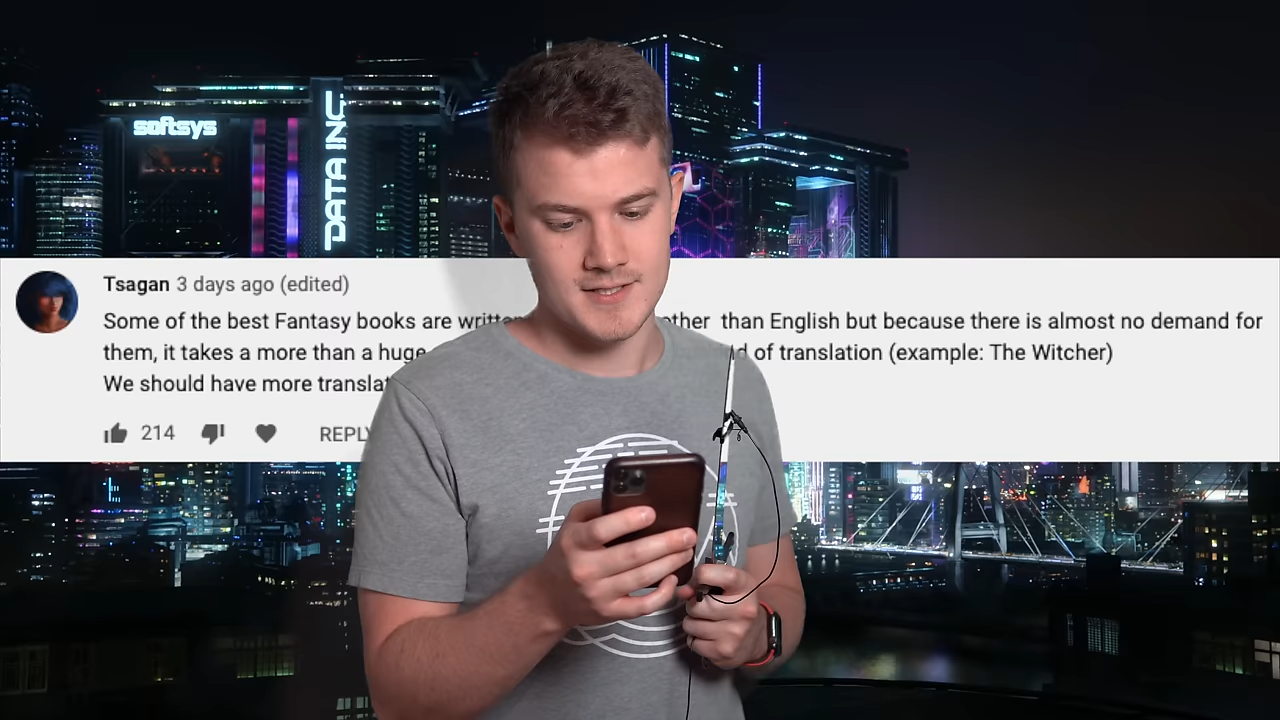 softsys
DATA INC.
Tsagan 3 days ago (edited)
Some of the best Fantasy books are other than English but because there is almost no demand for
them, it takes a more than a huge of translation (example: The Witcher)
We should have more
214
REPLY